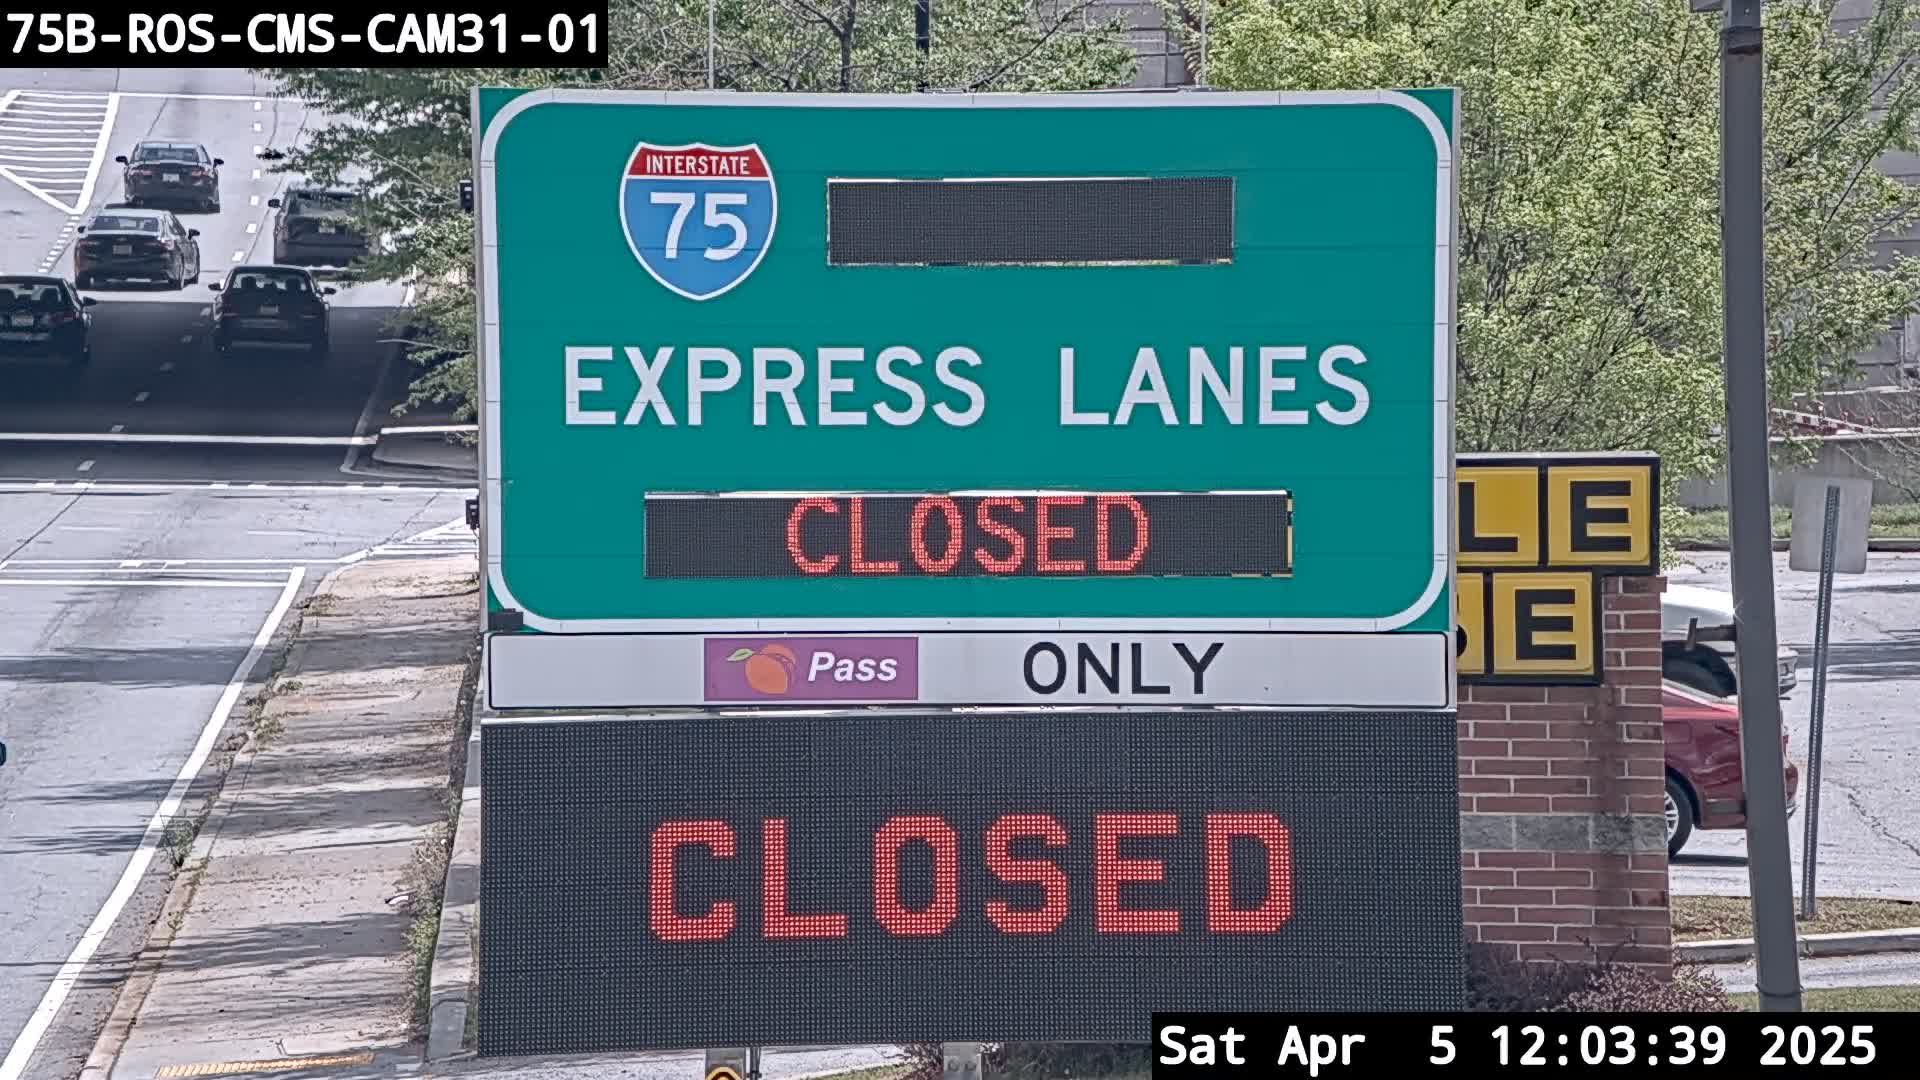 75B-ROS-CMS-CAM31-01
INTERSTATE
75
EXPRESS LANES
CLOSED
Pass ONLY
CLOSED
LE
E
Sat Apr 5 12:03:39 2025